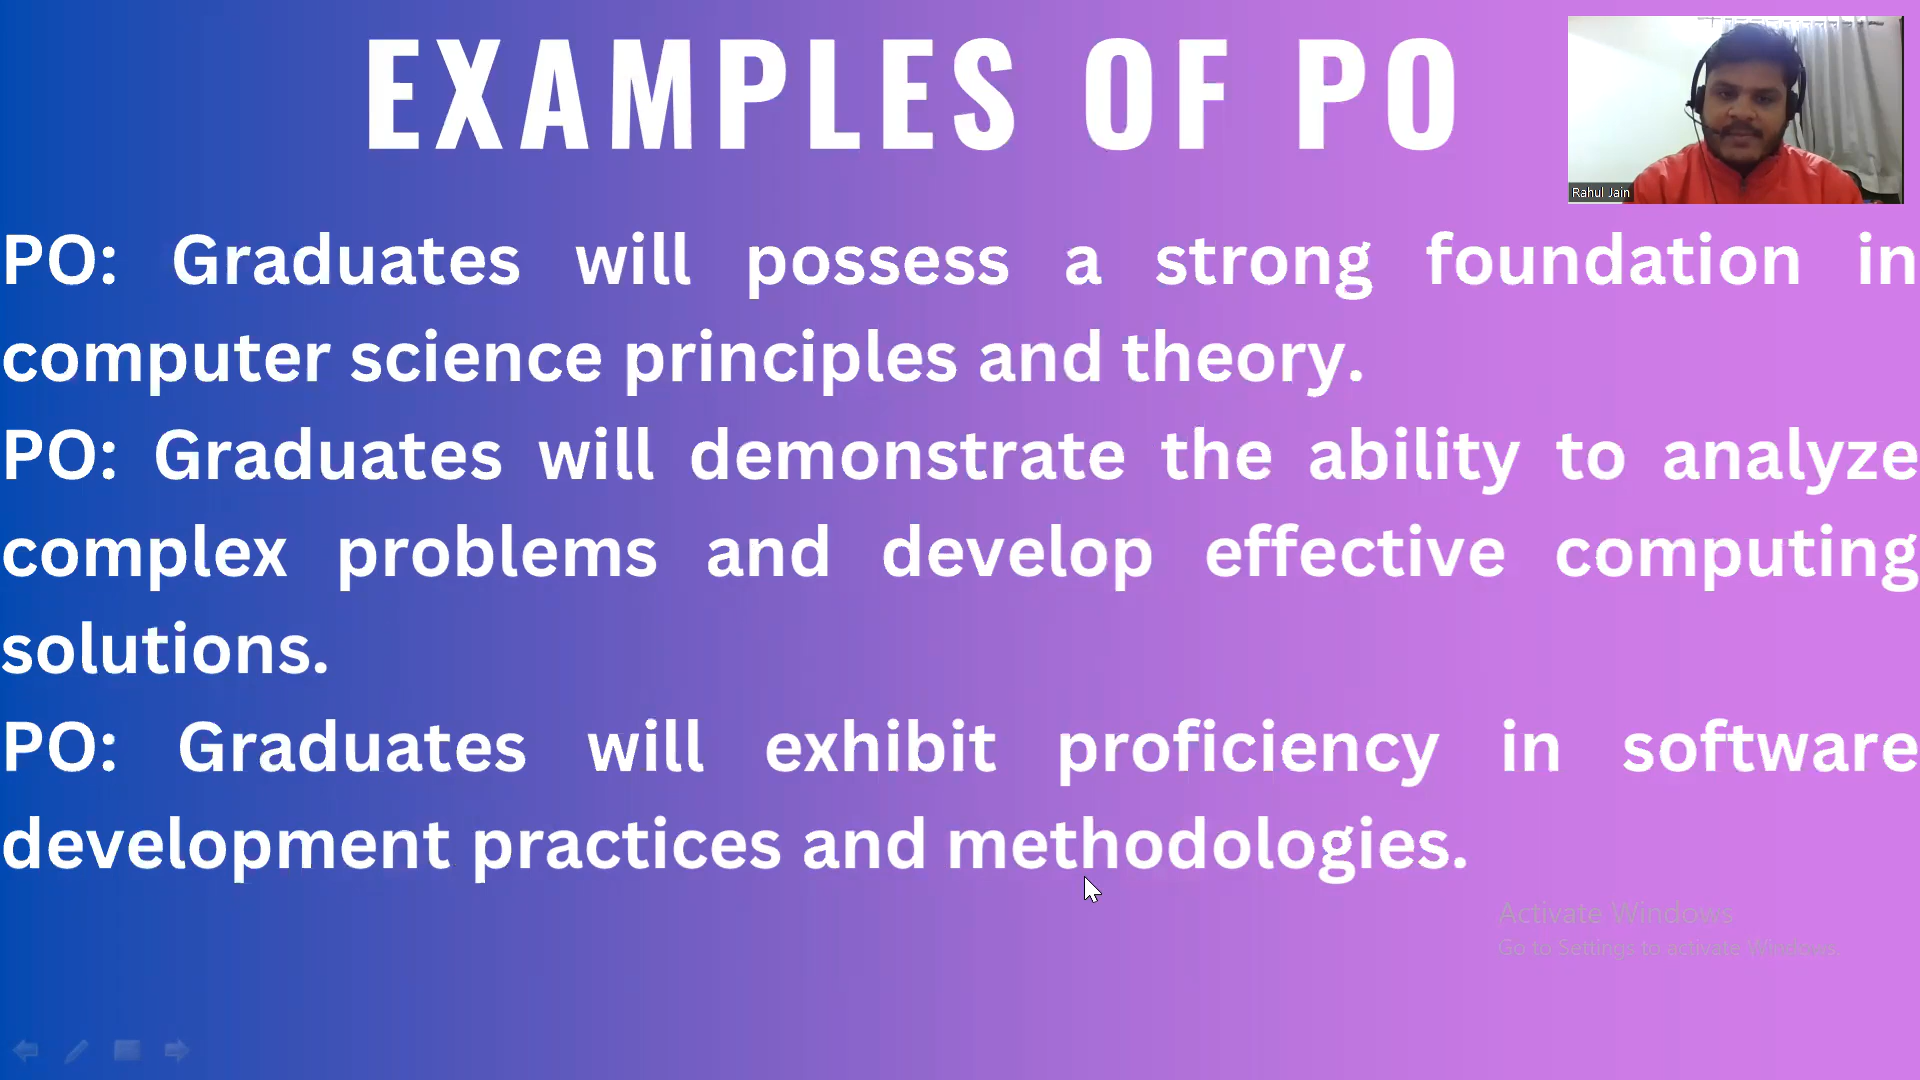 EXAMPLES OF PO
Rahul Jain
PO: Graduates will possess a strong foundation in
computer science principles and theory.
PO: Graduates will demonstrate the ability to analyze
complex problems and develop effective computing
solutions.
PO: Graduates will exhibit proficiency in software
development practices and methodologies.
Activate Windows
Go to Settings to activate Windows.